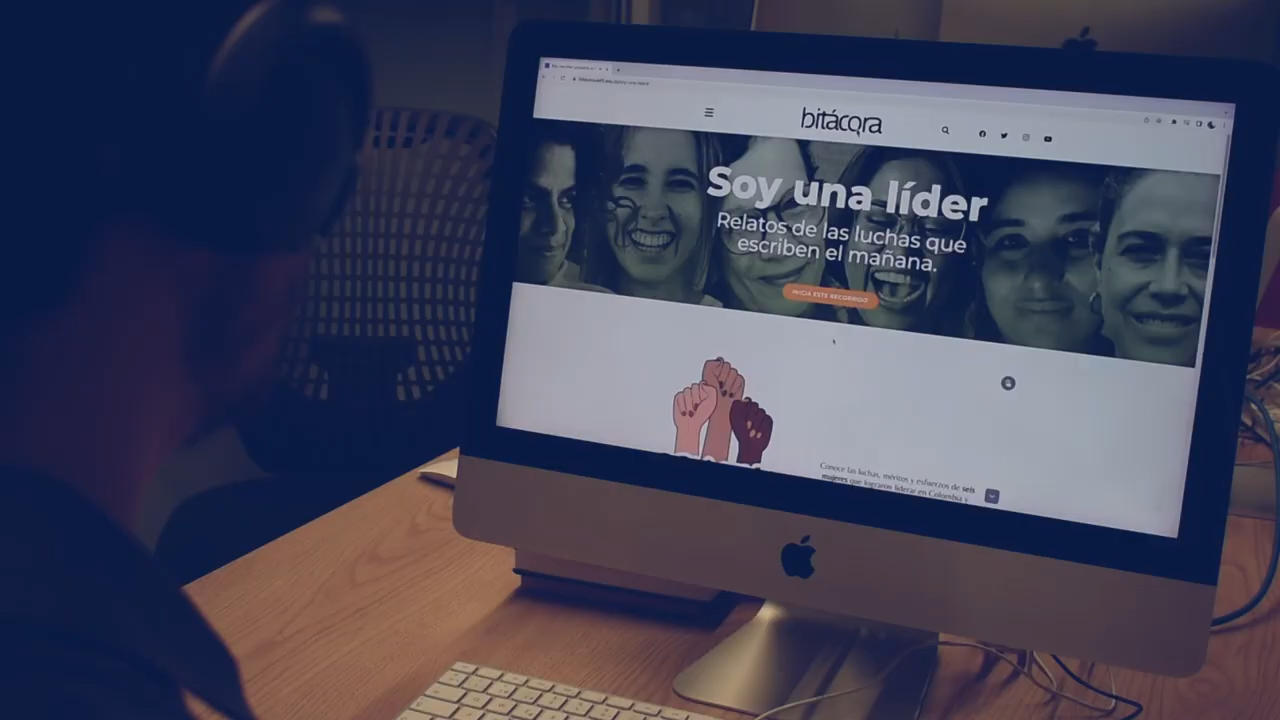 bitácora
Soy una líder
Relatos de las luchas que
escriben el mañana.
INICIA ESTE RECORRIDO
Conoce las luchas, méritos y esfuerzos de seis
mujeres que lograron liderar en Colombia y